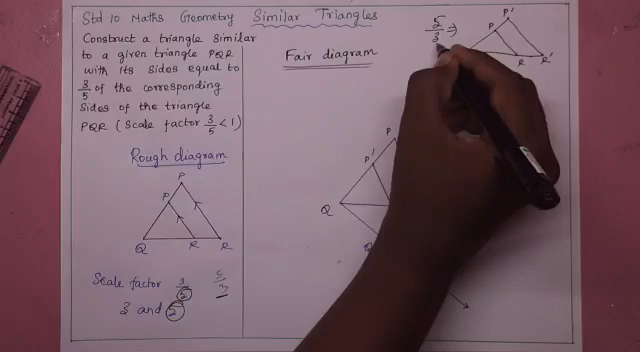 Std 10 Maths Geometry Similar Triangles
Construct a triangle similar
to a given triangle PQR
with its sides equal to
3/5 of the corresponding
sides of the triangle
PQR (Scale factor 3/5 < 1)
Rough diagram
P
P
Q R R
Scale factor 3/5 5/3
3 and 5
Fair diagram
5/3 ⇒
P'
P
R R'
P
P'
Q
Q